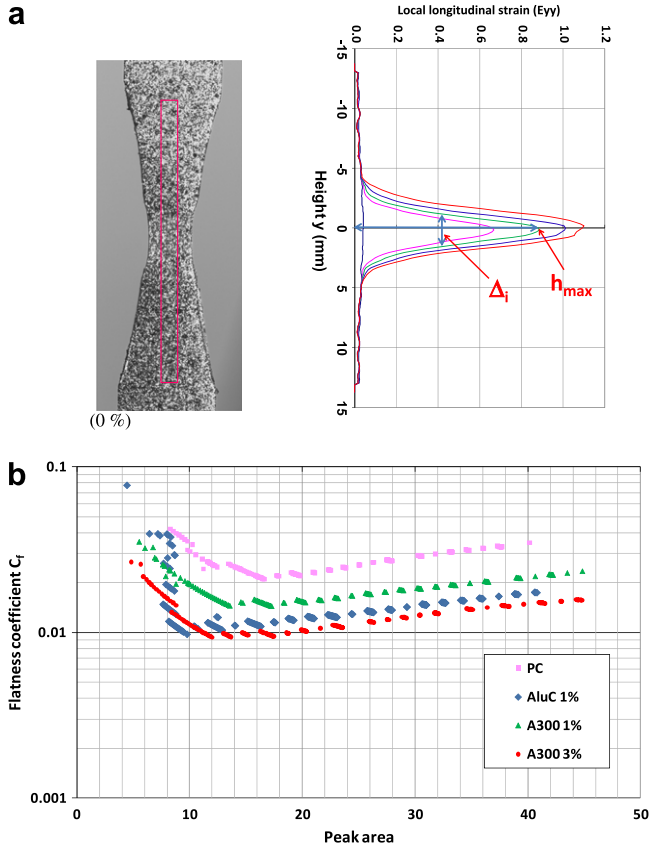 a
Local longitudinal strain (Eyy)
0.0 0.2 0.4 0.6 0.8 1.0 1.2
-15
-10
-5
0
5
10
15
Height y (mm)
Δi
hmax
(0 %)
b
Flatness coefficient Cf
0.1
0.01
0.001
PC
AluC 1%
A300 1%
A300 3%
0 10 20 30 40 50
Peak area